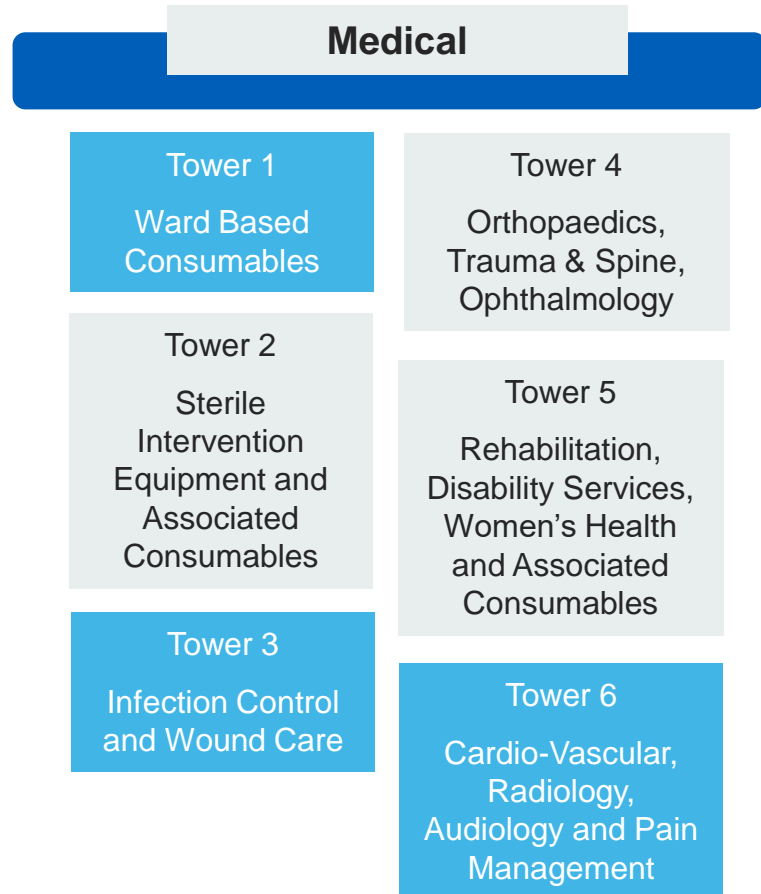 Medical
Tower 1
Ward Based
Consumables
Tower 2
Sterile
Intervention
Equipment and
Associated
Consumables
Tower 3
Infection Control
and Wound Care
Tower 4
Orthopaedics,
Trauma & Spine,
Ophthalmology
Tower 5
Rehabilitation,
Disability Services,
Women’s Health
and Associated
Consumables
Tower 6
Cardio-Vascular,
Radiology,
Audiology and Pain
Management